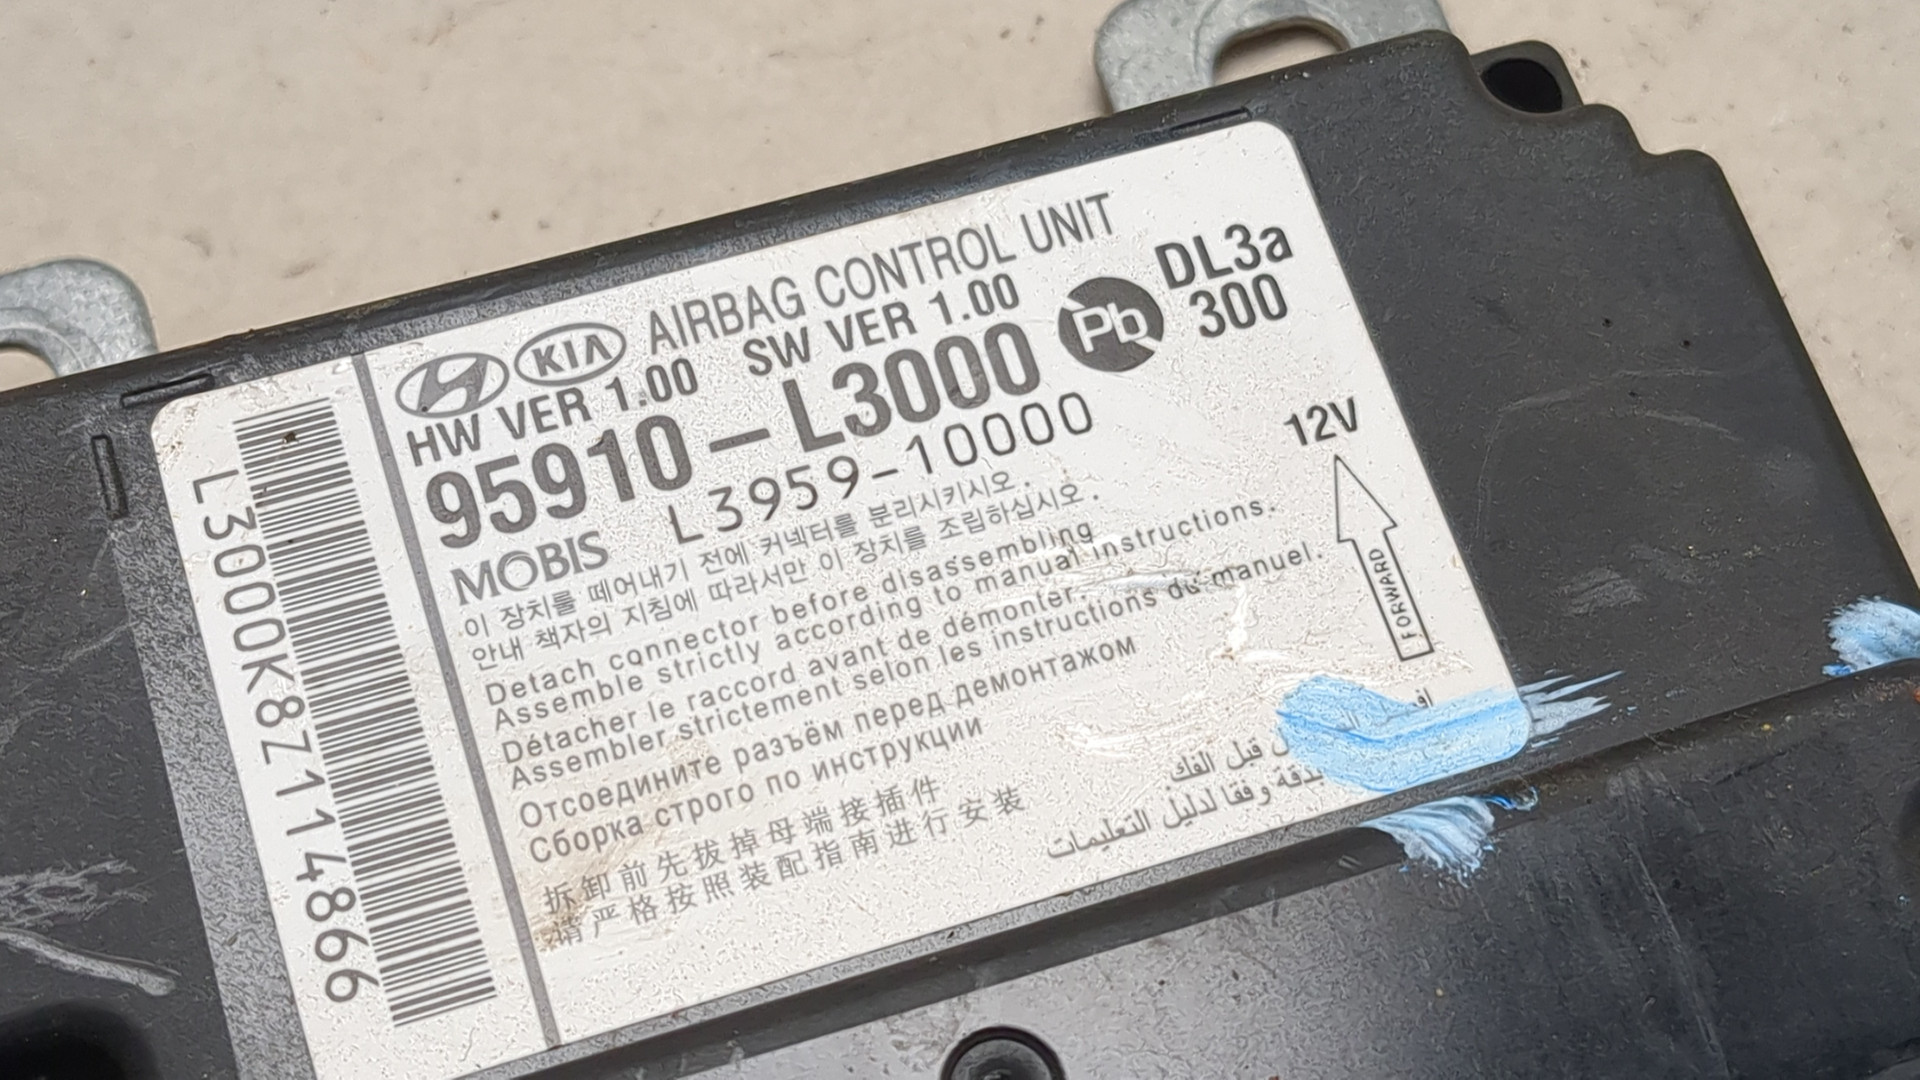 KIA AIRBAG CONTROL UNIT
HW VER 1.00 SW VER 1.00
Pb
DL3a
300
95910-L3000
MOBIS L3959-10000
12V
FORWARD
이 장치를 떼어내기 전에 커넥터를 분리시키시오.
안내 책자의 지침에 따라서만 이 장치를 조립하십시오.
Detach connector before disassembling
Assemble strictly according to manual instructions.
Détacher le raccord avant de démonter.
Assembler strictement selon les instructions du manuel.
Отсоедините разъём перед демонтажом
Сборка строго по инструкции
拆卸前先拔掉母端接插件
请严格按照装配指南进行安装
قبل الفك
بدقة وفقا لدليل التعليمات
L3000K8Z114866